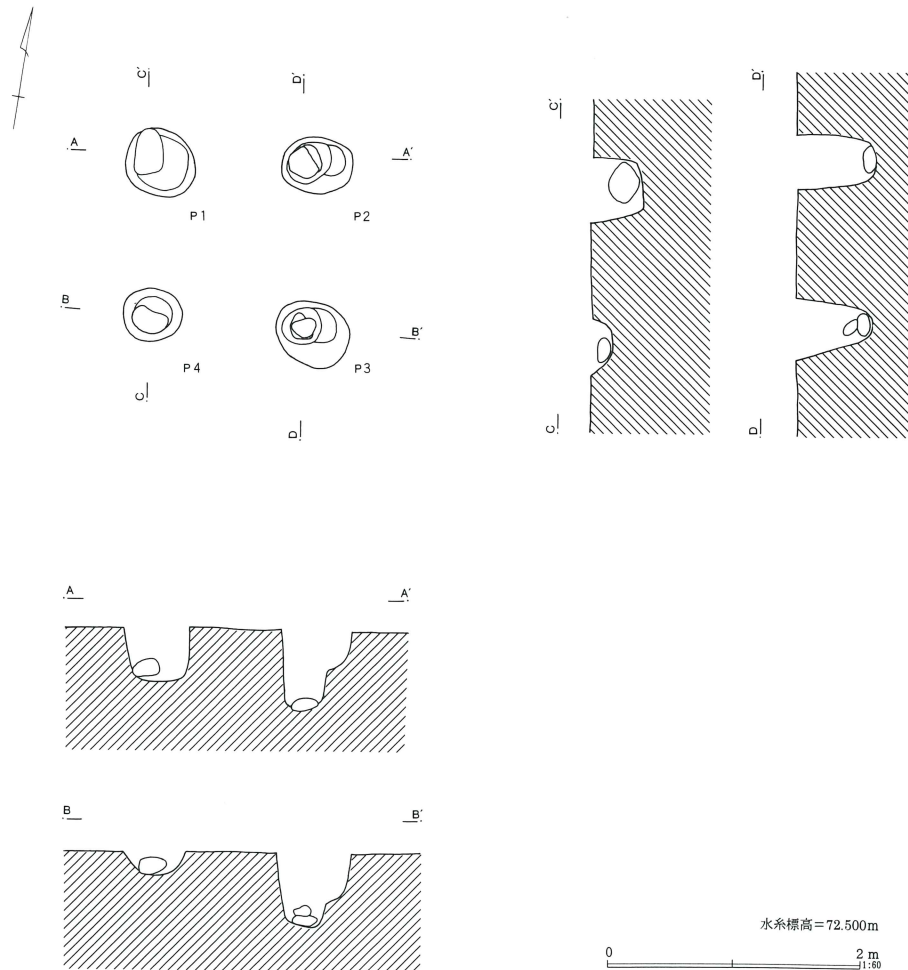 C′
D′
A
A′
P1
P2
B
B′
P4
P3
C
D
C′
D′
C
D
A
A′
B
B′
水糸標高=72.500m
0
2 m
1:60